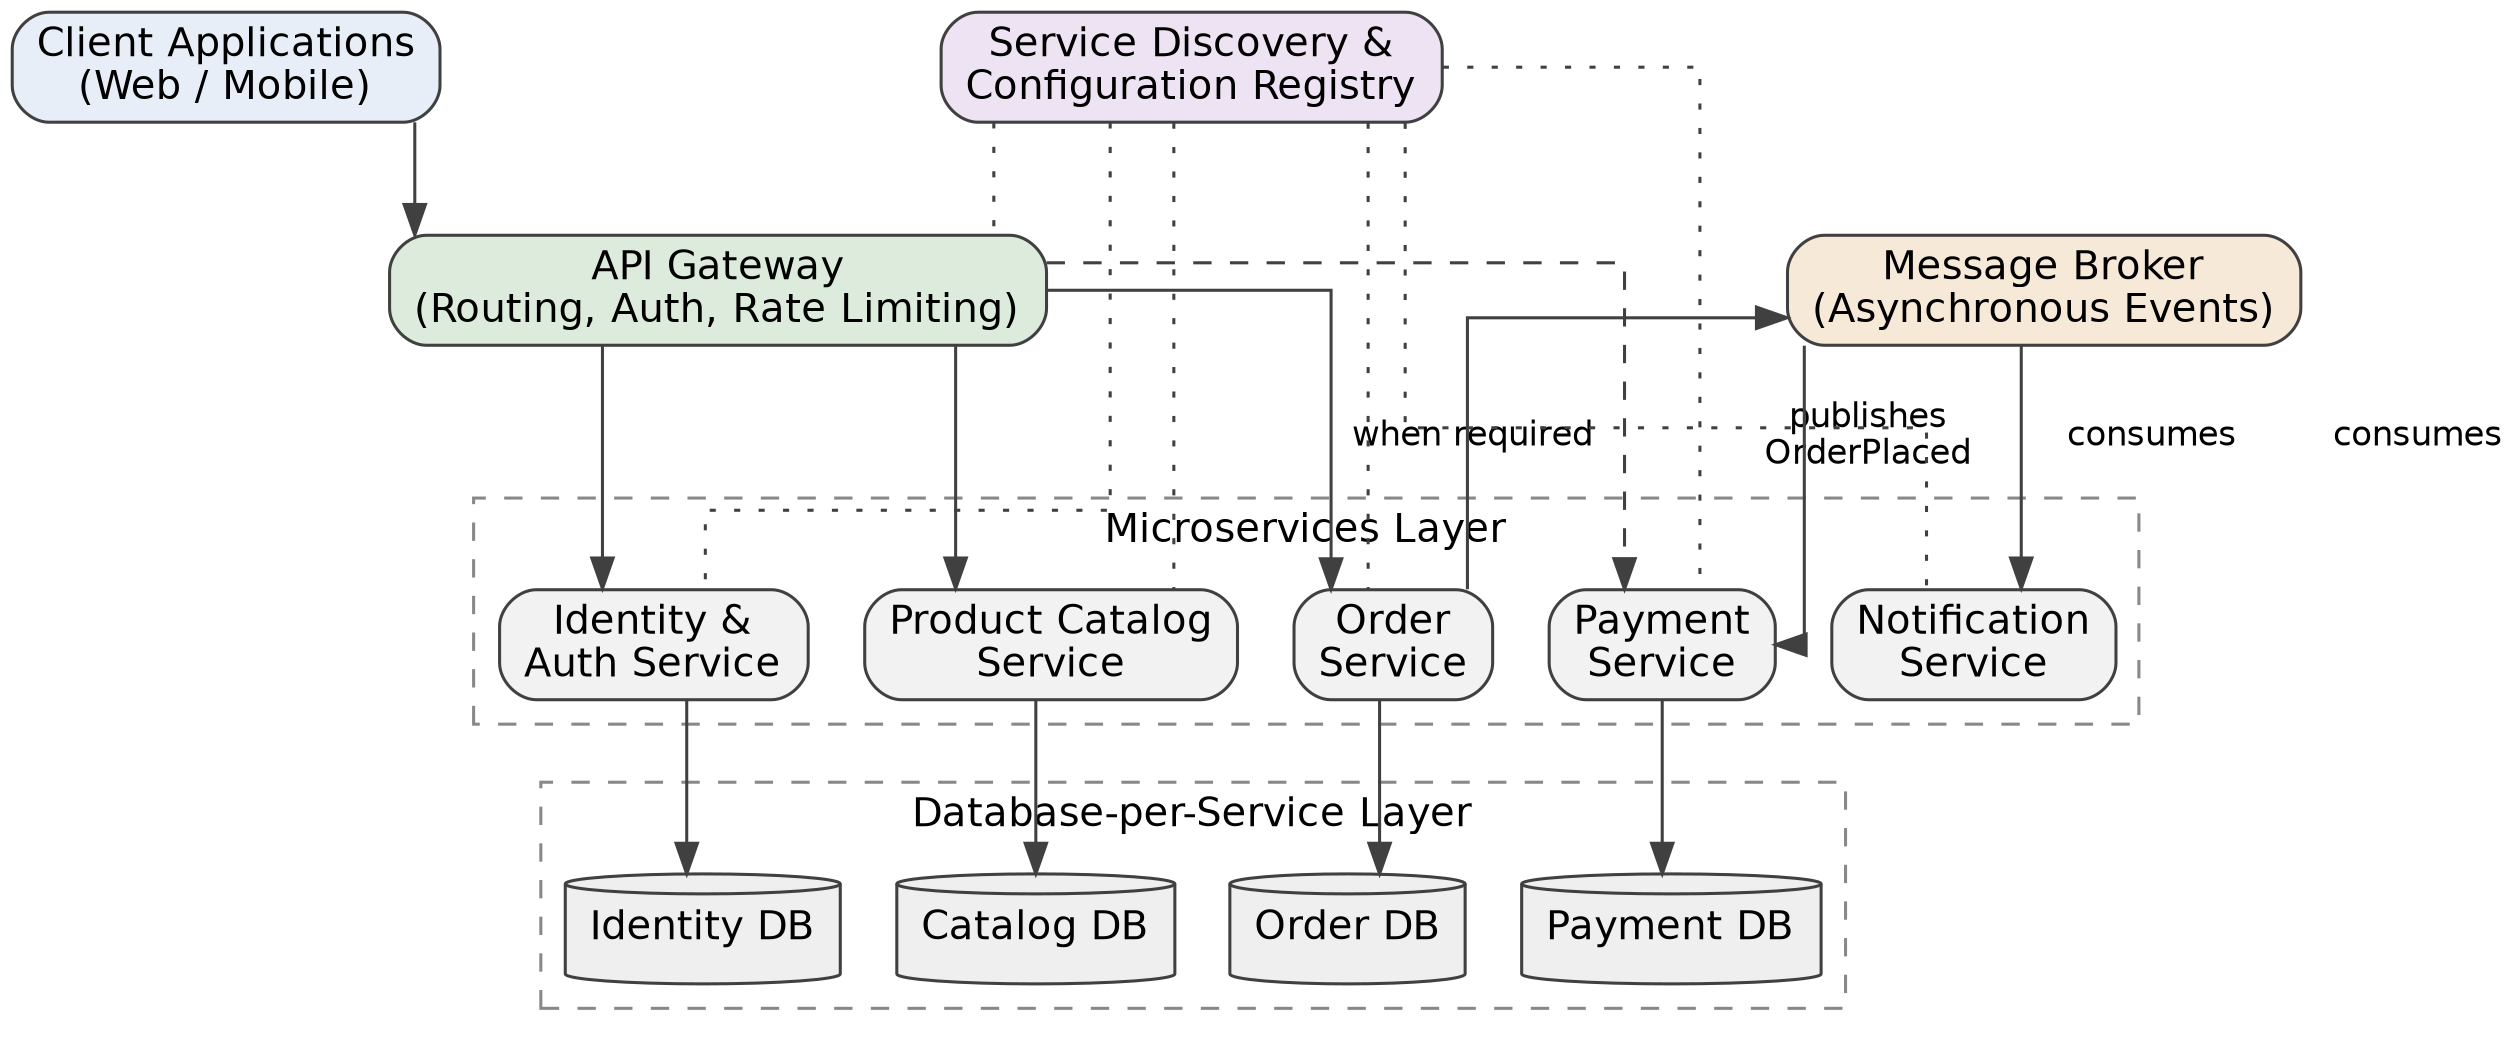 Client Applications
(Web / Mobile)
Service Discovery &
Configuration Registry
API Gateway
(Routing, Auth, Rate Limiting)
Message Broker
(Asynchronous Events)
when required
publishes
OrderPlaced
consumes
consumes
Microservices Layer
Identity &
Auth Service
Product Catalog
Service
Order
Service
Payment
Service
Notification
Service
Database-per-Service Layer
Identity DB
Catalog DB
Order DB
Payment DB